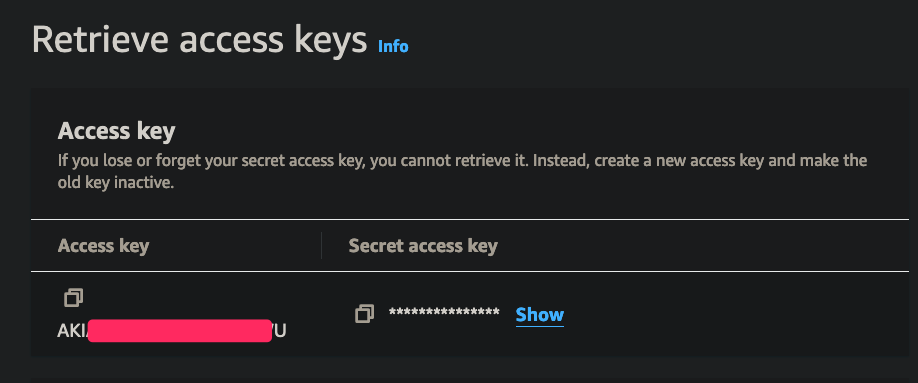 Retrieve access keys Info
Access key
If you lose or forget your secret access key, you cannot retrieve it. Instead, create a new access key and make the
old key inactive.
Access key Secret access key
*************** Show
AKI U